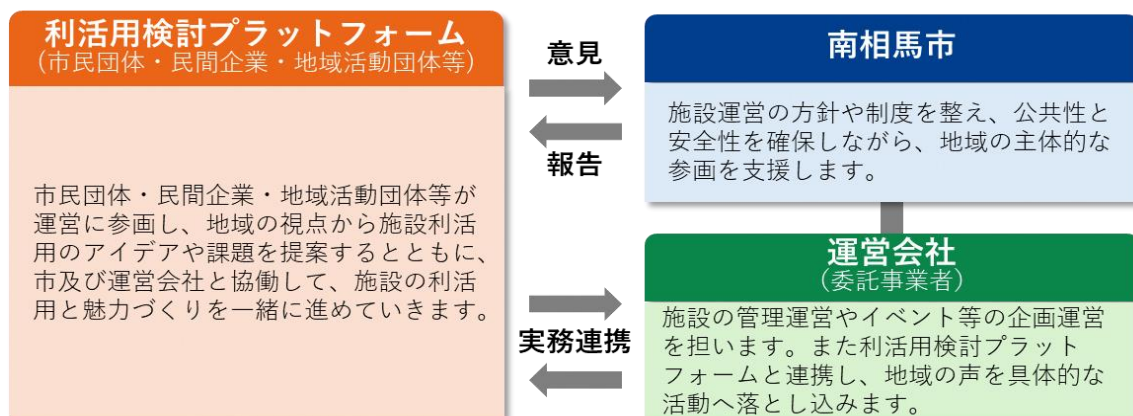 利活用検討プラットフォーム
(市民団体・民間企業・地域活動団体等)
市民団体・民間企業・地域活動団体等が
運営に参画し、地域の視点から施設利活
用のアイデアや課題を提案するとともに、
市及び運営会社と協働して、施設の利活
用と魅力づくりを一緒に進めていきます。
意見
報告
実務連携
南相馬市
施設運営の方針や制度を整え、公共性と
安全性を確保しながら、地域の主体的な
参画を支援します。
運営会社
(委託事業者)
施設の管理運営やイベント等の企画運営
を担います。また利活用検討プラット
フォームと連携し、地域の声を具体的な
活動へ落とし込みます。